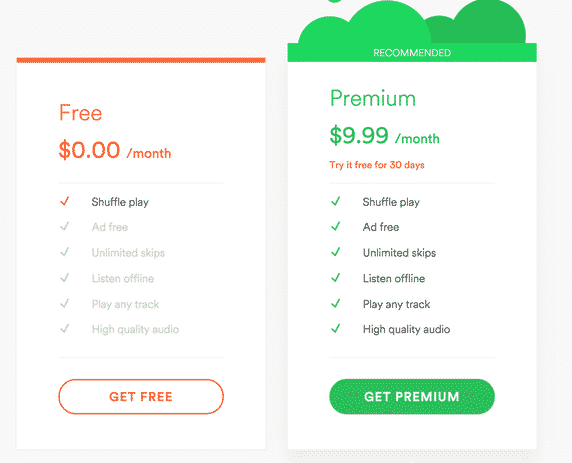 Free
$0.00 /month
Shuffle play
Ad free
Unlimited skips
Listen offline
Play any track
High quality audio
GET FREE
RECOMMENDED
Premium
$9.99 /month
Try it free for 30 days
Shuffle play
Ad free
Unlimited skips
Listen offline
Play any track
High quality audio
GET PREMIUM